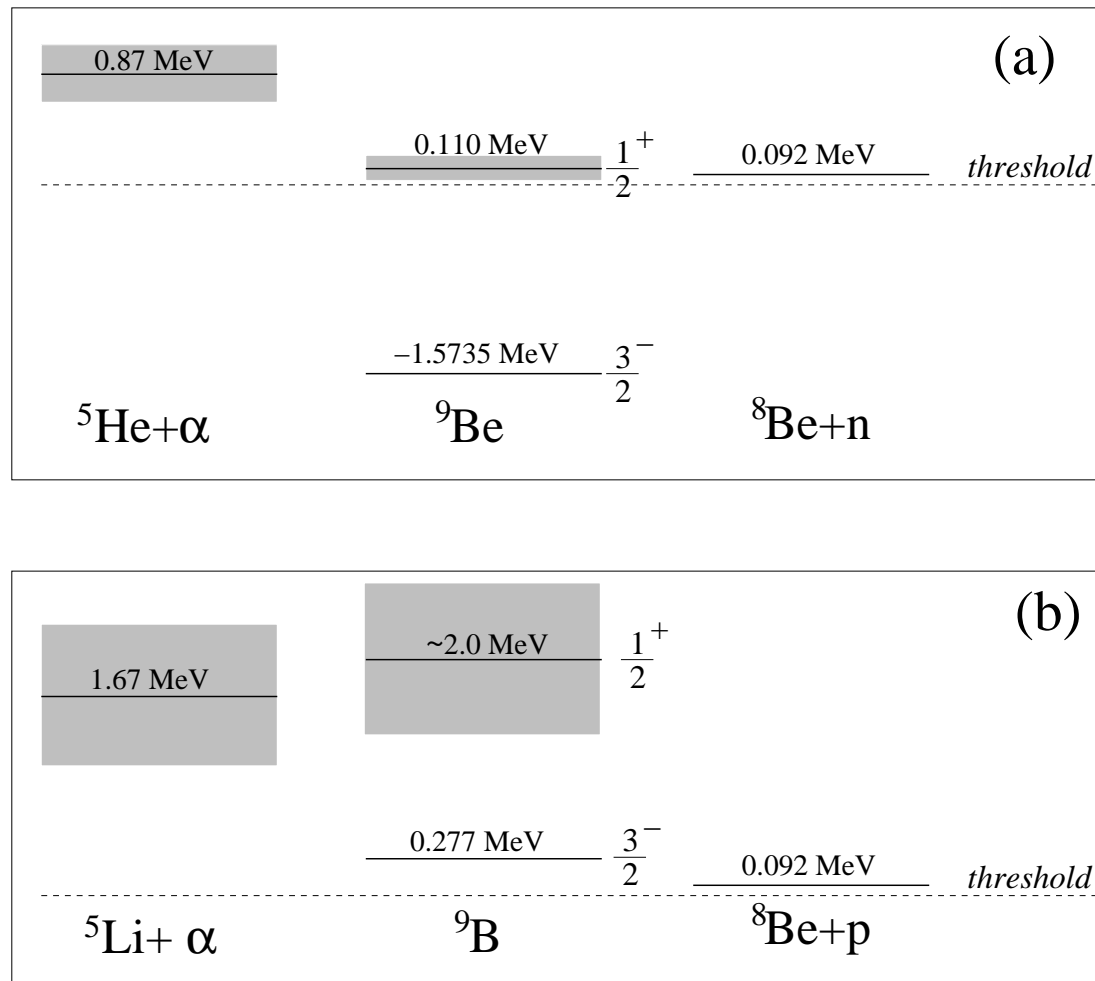 (a)
0.87 MeV
0.110 MeV
1⁺
2
0.092 MeV
threshold
−1.5735 MeV
3⁻
2
⁵He+α
⁹Be
⁸Be+n
(b)
~2.0 MeV
1⁺
2
1.67 MeV
0.277 MeV
3⁻
2
0.092 MeV
threshold
⁵Li+ α
⁹B
⁸Be+p